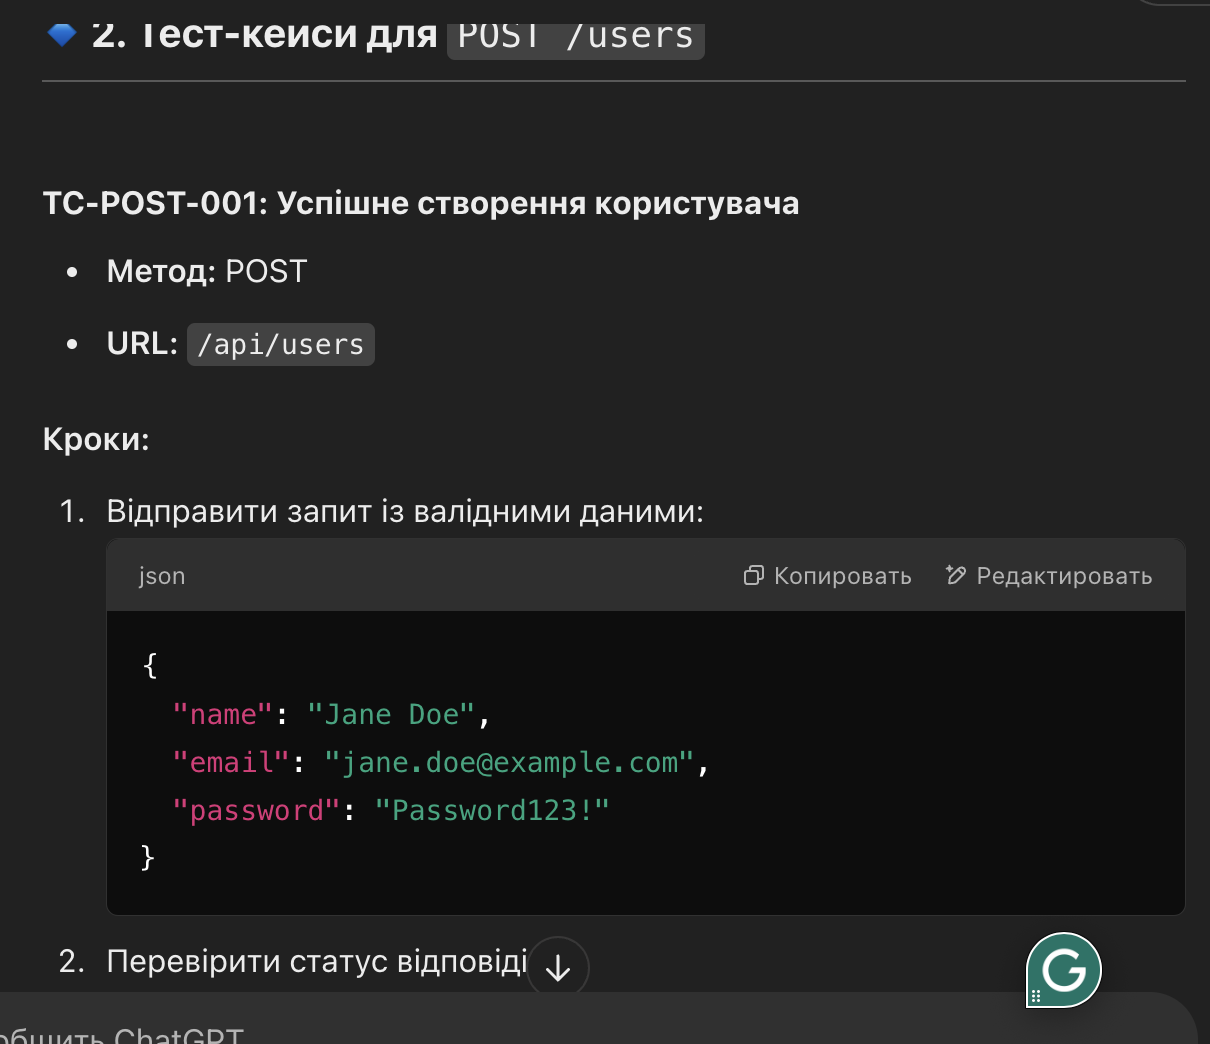 2. Тест-кейси для POST /users
TC-POST-001: Успішне створення користувача
• Метод: POST
• URL: /api/users
Кроки:
1. Відправити запит із валідними даними:
json Копировать Редактировать
{
"name": "Jane Doe",
"email": "jane.doe@example.com",
"password": "Password123!"
}
2. Перевірити статус відповіді
G
ChatGPT